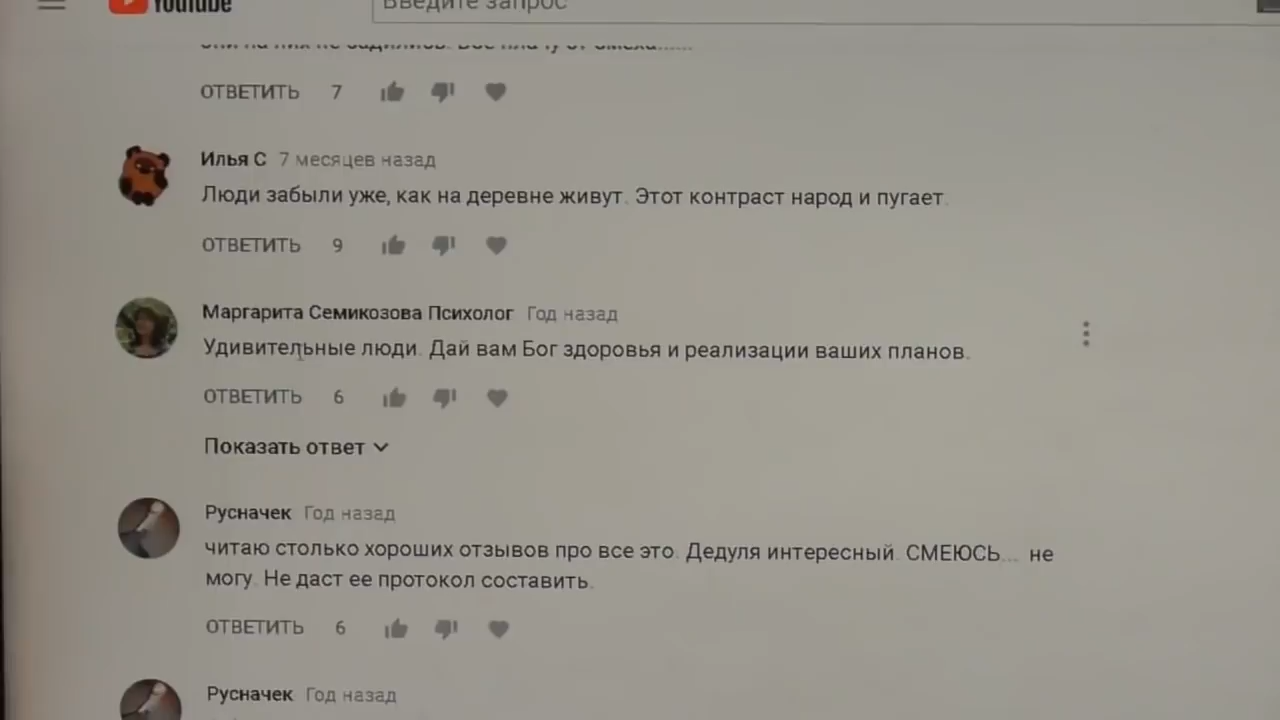 YouTube
Введите запрос
ОТВЕТИТЬ 7
Илья С 7 месяцев назад
Люди забыли уже, как на деревне живут. Этот контраст народ и пугает.
ОТВЕТИТЬ 9
Маргарита Семикозова Психолог Год назад
Удивительные люди. Дай вам Бог здоровья и реализации ваших планов.
ОТВЕТИТЬ 6
Показать ответ
Русначек Год назад
читаю столько хороших отзывов про все это. Дедуля интересный. СМЕЮСЬ... не
могу. Не даст ее протокол составить.
ОТВЕТИТЬ 6
Русначек Год назад